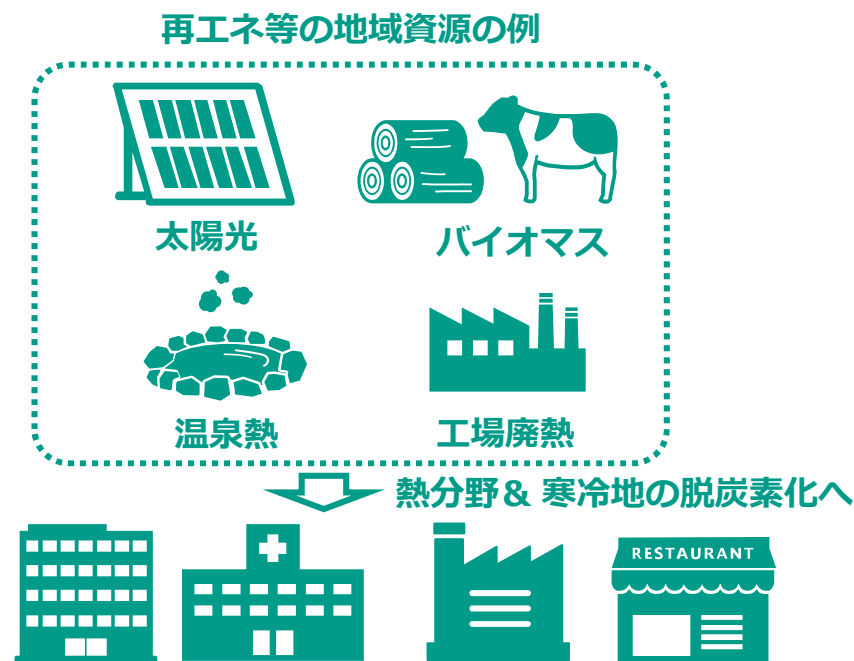 再エネ等の地域資源の例
太陽光
バイオマス
温泉熱
工場廃熱
熱分野& 寒冷地の脱炭素化へ
RESTAURANT